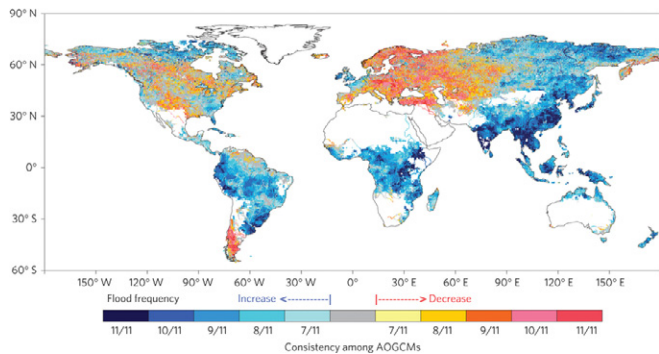 90° N
60° N
30° N
0°
30° S
60° S
150° W 120° W 90° W 60° W 30° W 0° 30° E 60° E 90° E 120° E 150° E
Flood frequency Increase Decrease
11/11 10/11 9/11 8/11 7/11 7/11 8/11 9/11 10/11 11/11
Consistency among AOGCMs